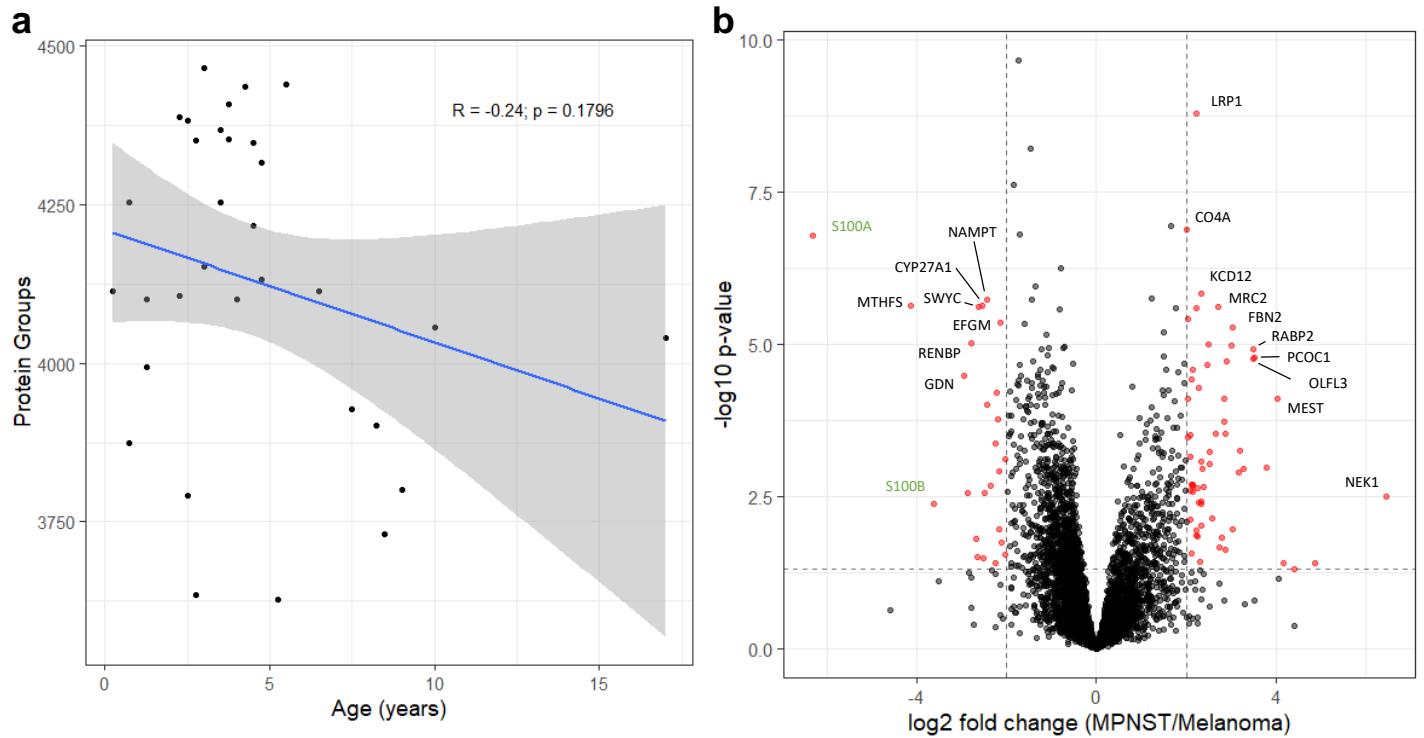 a
4500
4250
4000
3750
Protein Groups
R = -0.24; p = 0.1796
0
5
10
15
Age (years)
b
10.0
7.5
5.0
2.5
0.0
-log10 p-value
LRP1
CO4A
S100A
NAMPT
CYP27A1
SWYC
MTHFS
EFGM
RENBP
GDN
KCD12
MRC2
FBN2
RABP2
PCOC1
OLFL3
MEST
S100B
NEK1
-4
0
4
log2 fold change (MPNST/Melanoma)